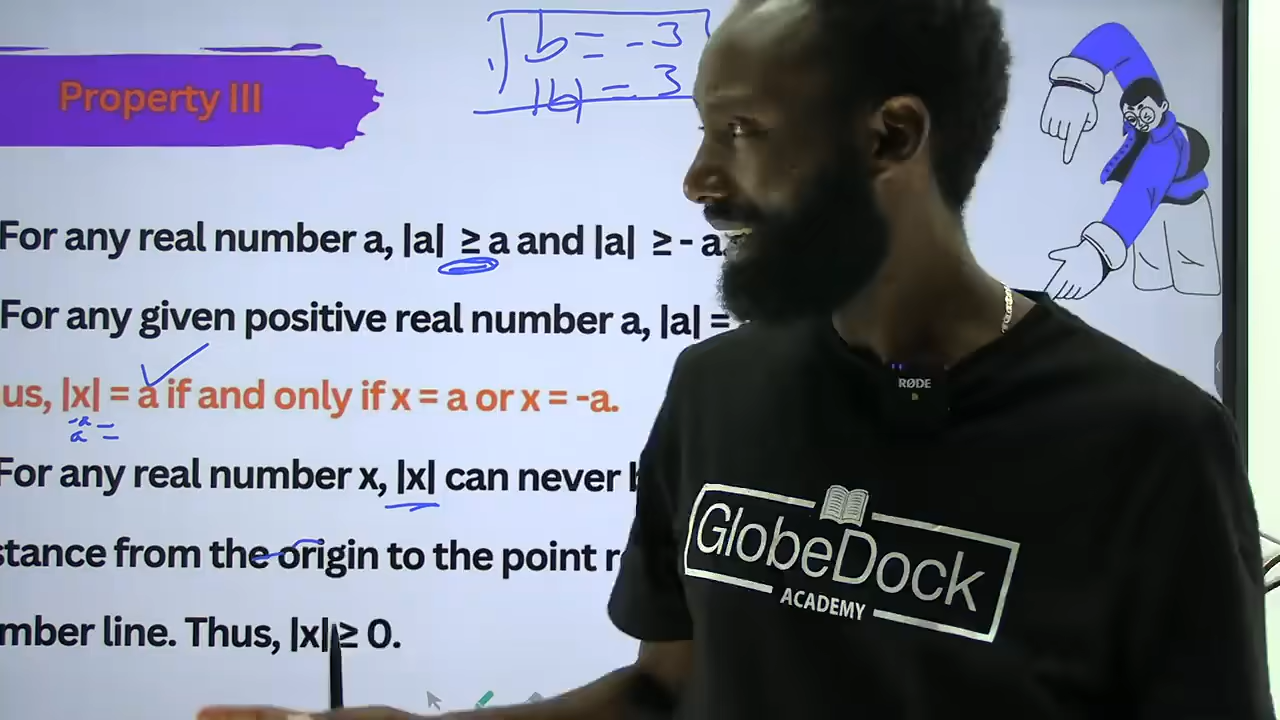 b = -3
|b| = 3
Property III
For any real number a, |a| ≥ a and |a| ≥ - a.
For any given positive real number a, |a| =
us, |x| = a if and only if x = a or x = -a.
-a
a =
For any real number x, |x| can never
stance from the origin to the point
mber line. Thus, |x| ≥ 0.
RØDE
GlobeDock
ACADEMY